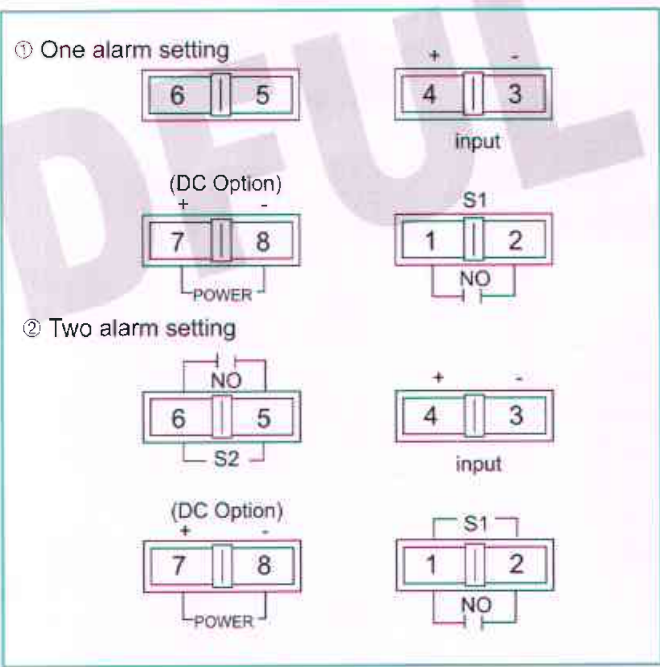 ① One alarm setting
6 5
+ -
4 3
input
(DC Option)
+ -
7 8
POWER
S1
1 2
NO
② Two alarm setting
NO
6 5
S2
+ -
4 3
input
(DC Option)
+ -
7 8
POWER
S1
1 2
NO
DFUL